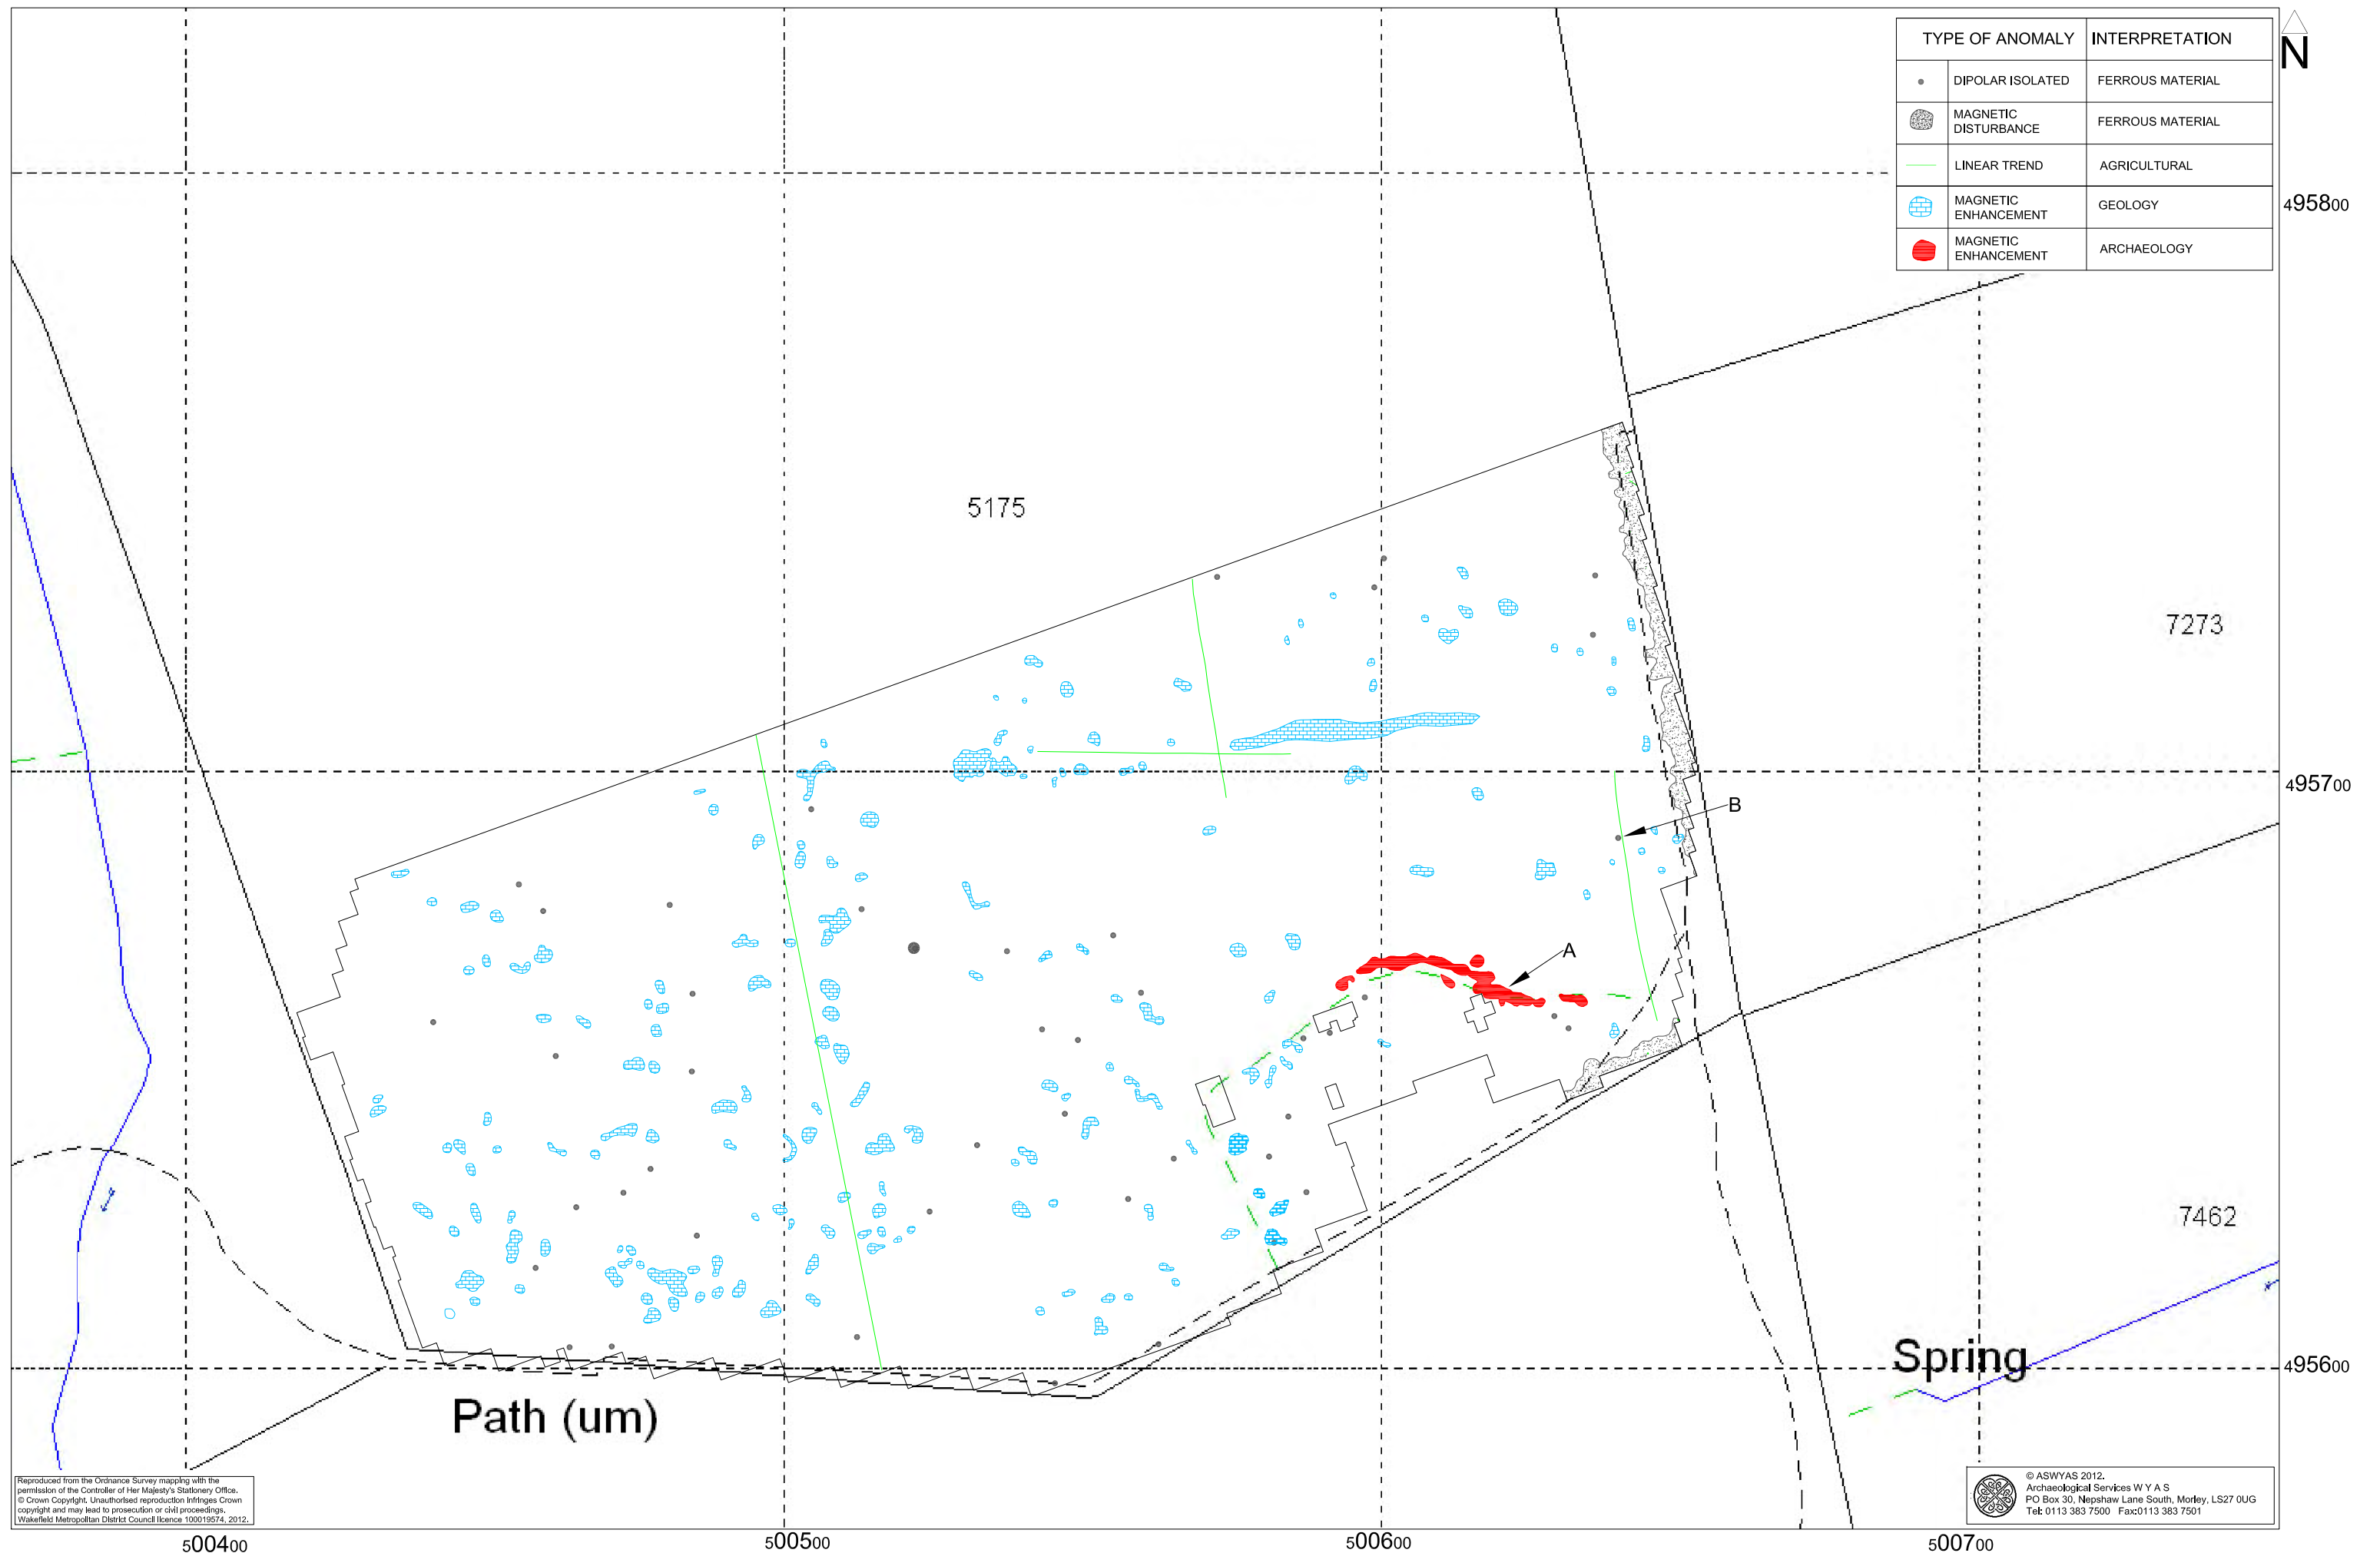 TYPE OF ANOMALY INTERPRETATION
N
DIPOLAR ISOLATED FERROUS MATERIAL
MAGNETIC
DISTURBANCE
FERROUS MATERIAL
LINEAR TREND AGRICULTURAL
MAGNETIC
ENHANCEMENT
GEOLOGY
MAGNETIC
ENHANCEMENT
ARCHAEOLOGY
495800
5175
7273
495700
B
A
7462
Spring
495600
Path (um)
Reproduced from the Ordnance Survey mapping with the
permission of the Controller of Her Majesty's Stationery Office.
© Crown Copyright. Unauthorised reproduction infringes Crown
copyright and may lead to prosecution or civil proceedings.
Wakefield Metropolitan District Council licence 100019574, 2012.
© ASWYAS 2012.
Archaeological Services W Y A S
PO Box 30, Nepshaw Lane South, Morley, LS27 0UG
Tel: 0113 383 7500 Fax:0113 383 7501
500400
500500
500600
500700